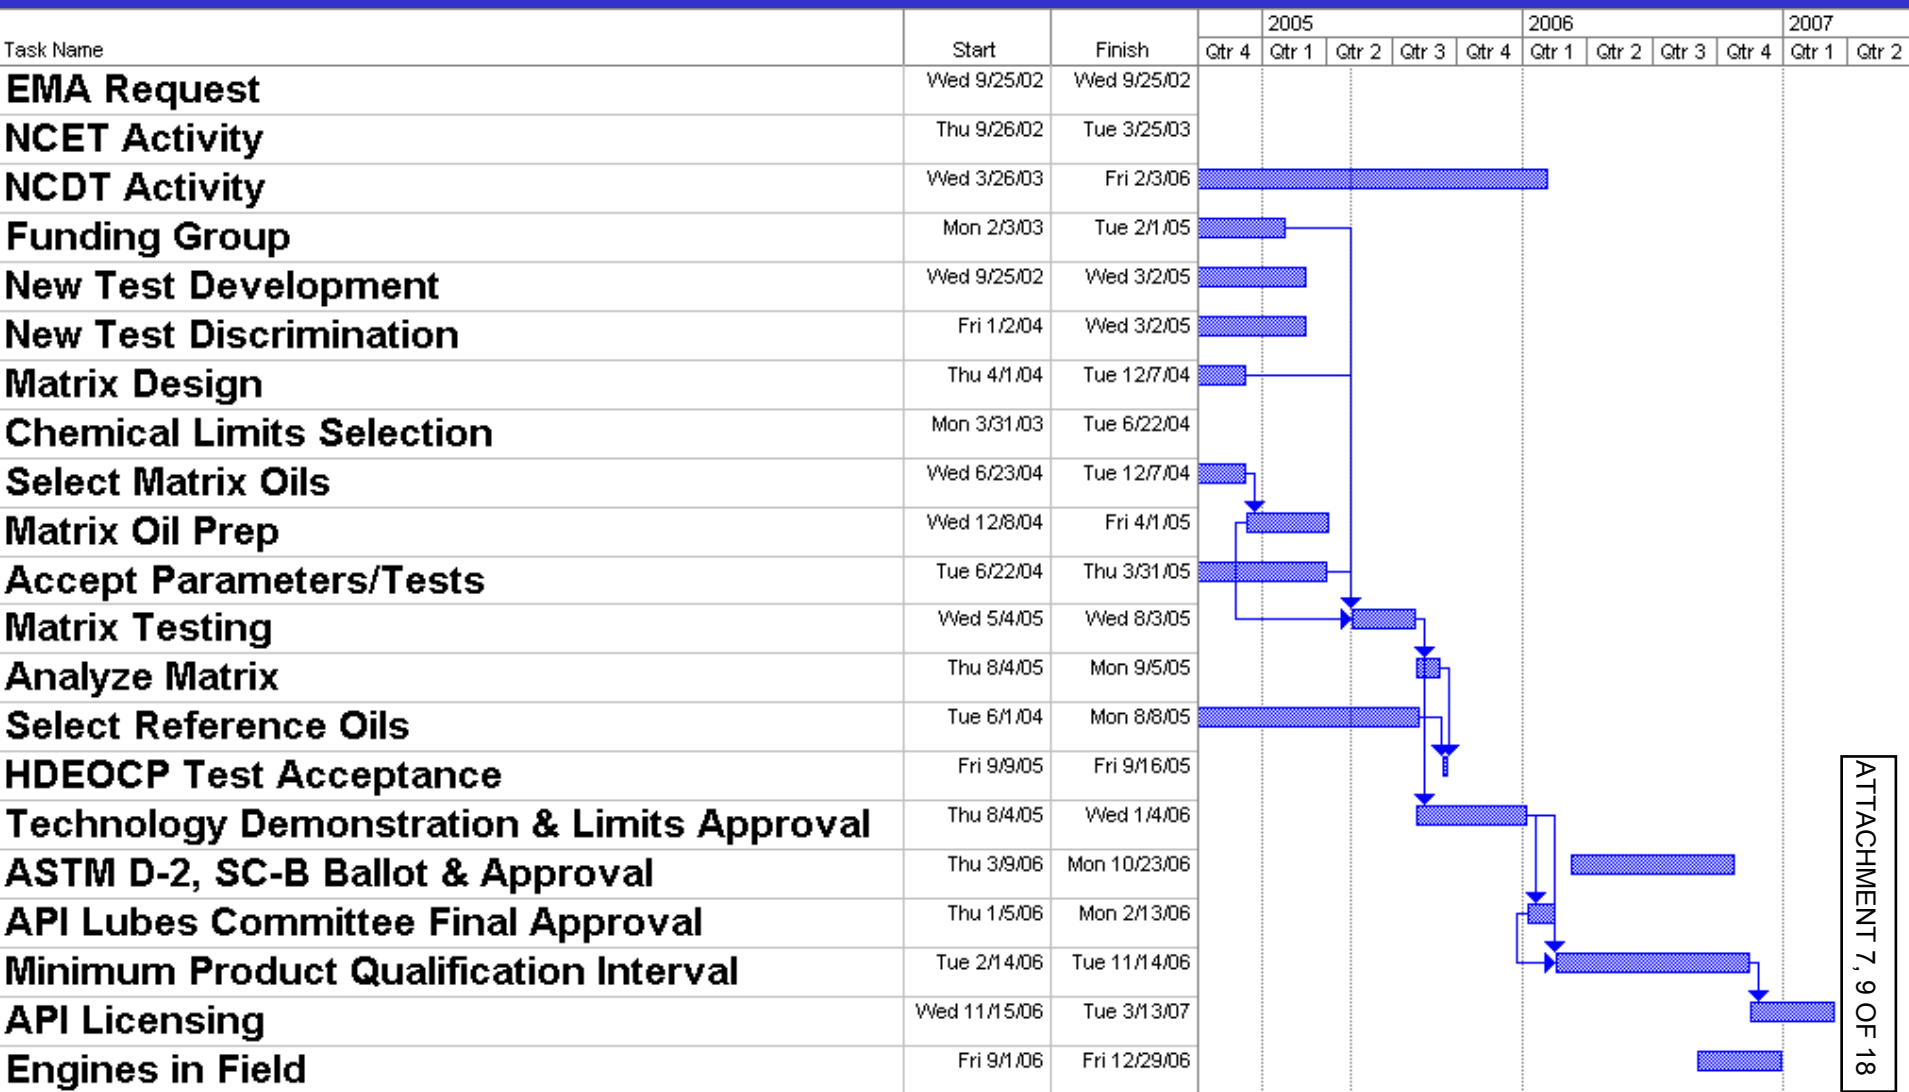 2005 2006 2007
Task Name Start Finish Qtr 4 Qtr 1 Qtr 2 Qtr 3 Qtr 4 Qtr 1 Qtr 2 Qtr 3 Qtr 4 Qtr 1 Qtr 2
EMA Request Wed 9/25/02 Wed 9/25/02
NCET Activity Thu 9/26/02 Tue 3/25/03
NCDT Activity Wed 3/26/03 Fri 2/3/06
Funding Group Mon 2/3/03 Tue 2/1/05
New Test Development Wed 9/25/02 Wed 3/2/05
New Test Discrimination Fri 1/2/04 Wed 3/2/05
Matrix Design Thu 4/1/04 Tue 12/7/04
Chemical Limits Selection Mon 3/31/03 Tue 6/22/04
Select Matrix Oils Wed 6/23/04 Tue 12/7/04
Matrix Oil Prep Wed 12/8/04 Fri 4/1/05
Accept Parameters/Tests Tue 6/22/04 Thu 3/31/05
Matrix Testing Wed 5/4/05 Wed 8/3/05
Analyze Matrix Thu 8/4/05 Mon 9/5/05
Select Reference Oils Tue 6/1/04 Mon 8/8/05
HDEOCP Test Acceptance Fri 9/9/05 Fri 9/16/05
Technology Demonstration & Limits Approval Thu 8/4/05 Wed 1/4/06
ASTM D-2, SC-B Ballot & Approval Thu 3/9/06 Mon 10/23/06
API Lubes Committee Final Approval Thu 1/5/06 Mon 2/13/06
Minimum Product Qualification Interval Tue 2/14/06 Tue 11/14/06
API Licensing Wed 11/15/06 Tue 3/13/07
Engines in Field Fri 9/1/06 Fri 12/29/06
ATTACHMENT 7, 9 OF 18